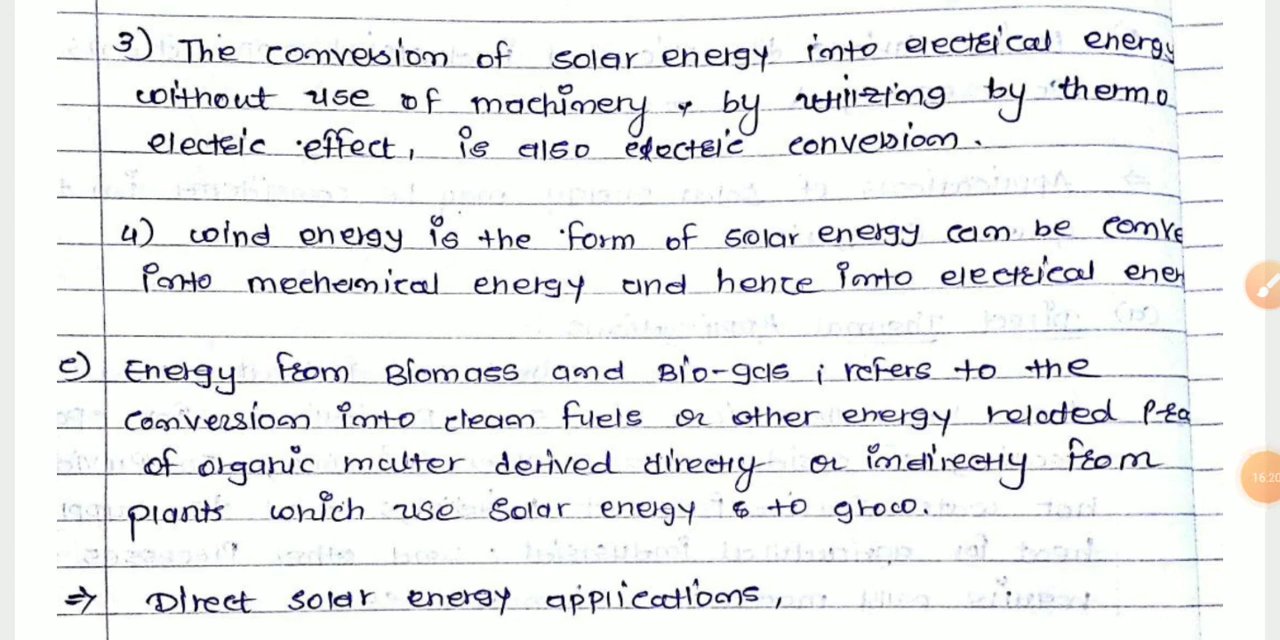 3) The conversion of solar energy into electrical energy
without use of machinery, by utilizing by thermo
electric effect, is also electric conversion.
4) wind energy is the form of solar energy can be conve
into mechanical energy and hence into electrical ener
c) Energy from Biomass and Bio-gas; refers to the
conversion into clean fuels or other energy related
of organic matter derived directly or indirectly from
plants which use solar energy to grow.
⇒ Direct solar energy applications,
16:20